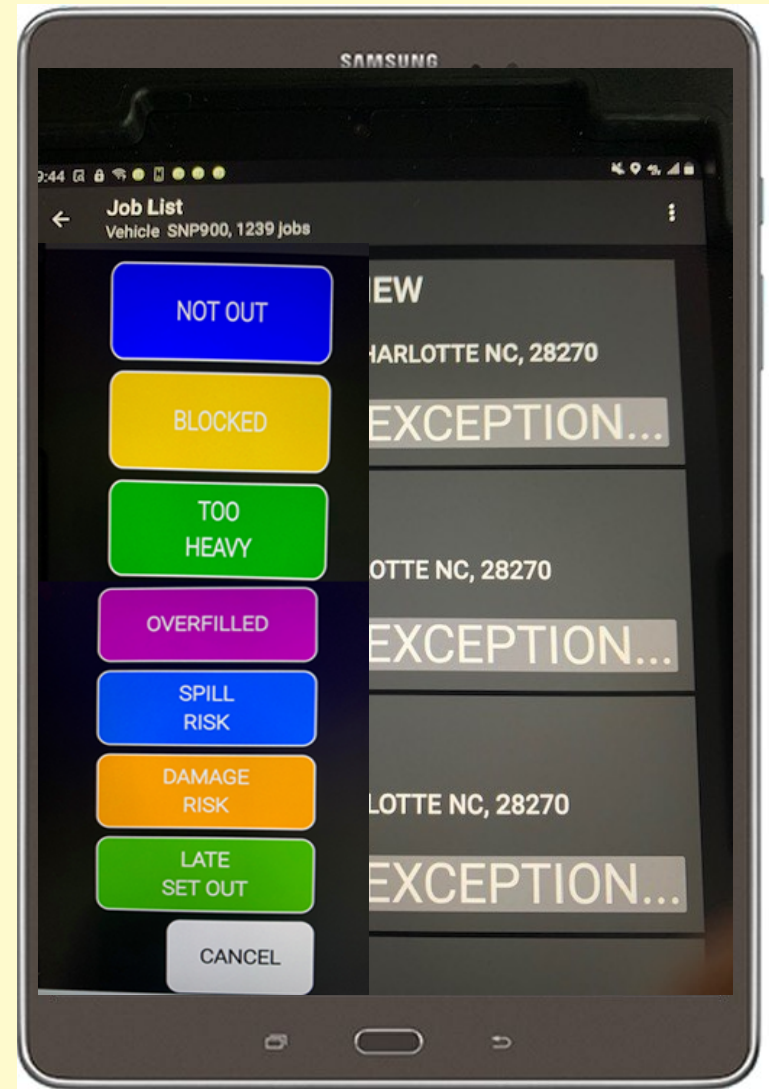 SAMSUNG
9:44
Job List
Vehicle SNP900, 1239 jobs
NOT OUT
BLOCKED
TOO
HEAVY
OVERFILLED
SPILL
RISK
DAMAGE
RISK
LATE
SET OUT
CANCEL
EW
HARLOTTE NC, 28270
EXCEPTION...
OTTE NC, 28270
EXCEPTION...
LOTTE NC, 28270
EXCEPTION...